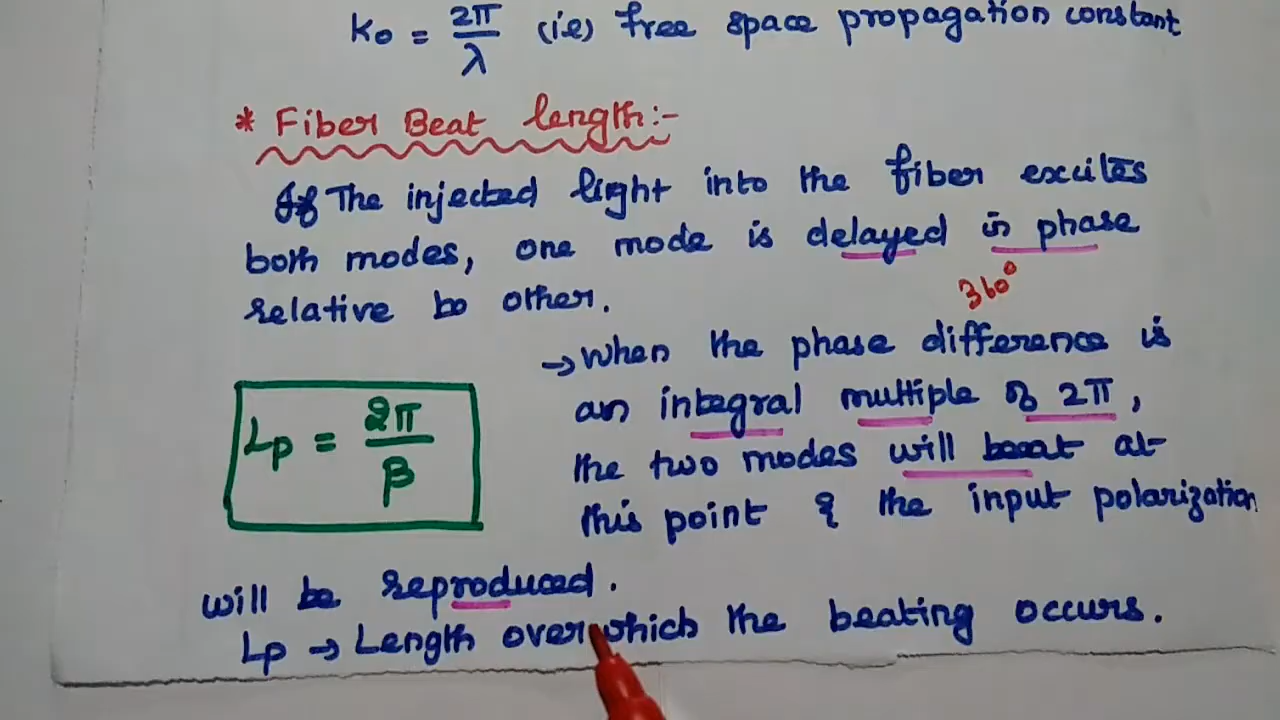 K₀ = 2π/λ (ie) free space propagation constant
* Fiber Beat length:-
If The injected light into the fiber excites
both modes, one mode is delayed in phase
relative to other.
360°
→ When the phase difference is
an integral multiple of 2π,
Lp = 2π/β
the two modes will beat at
this point & the input polarization
will be reproduced.
Lp → Length over which the beating occurs.